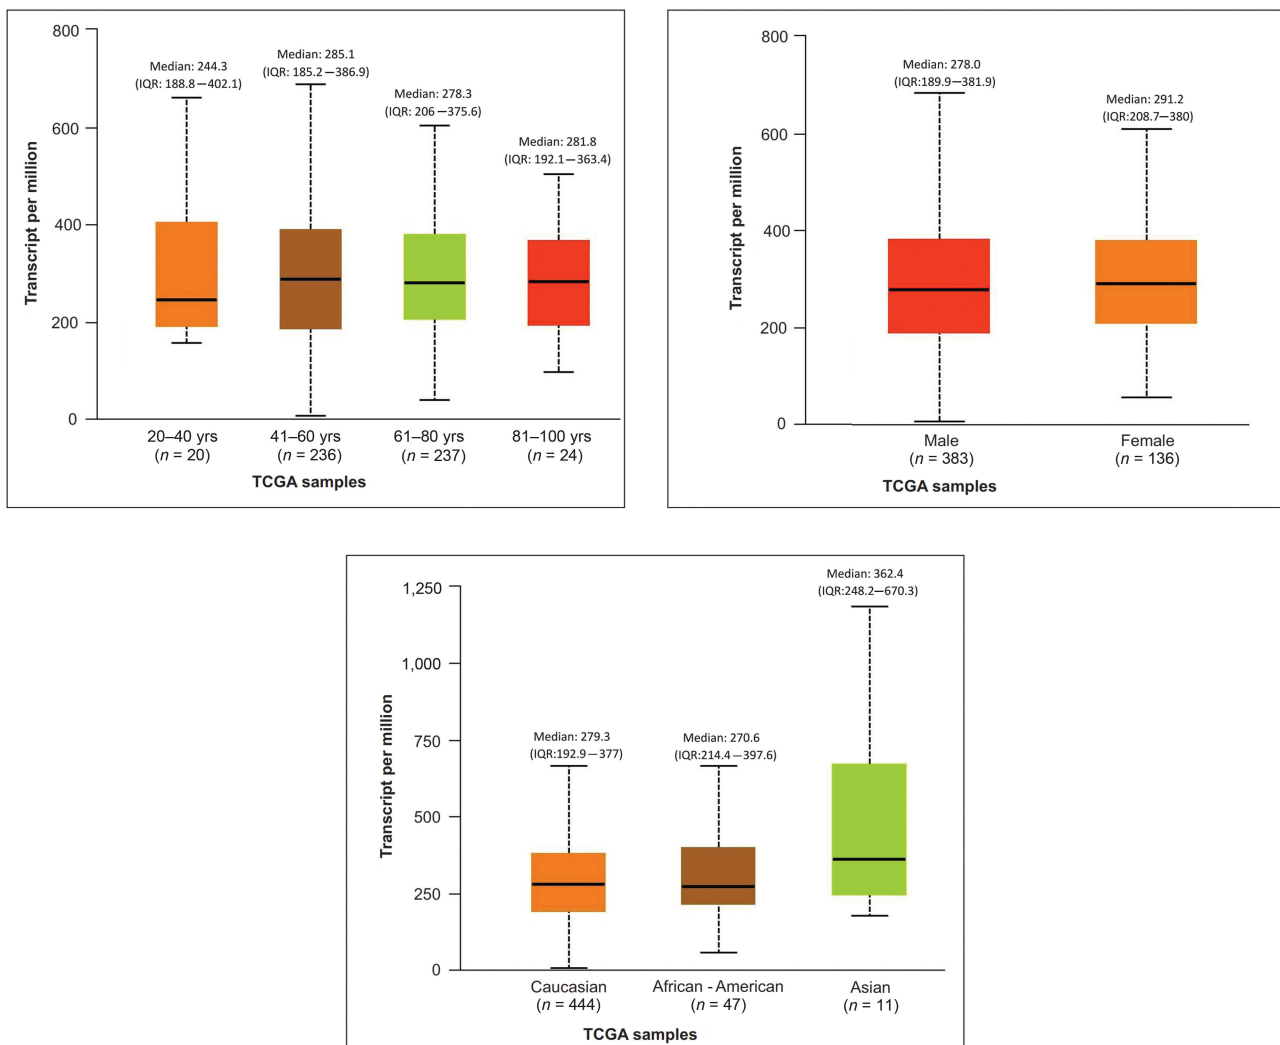 800
600
400
200
0
Transcript per million
Median: 244.3
(IQR: 188.8—402.1)
Median: 285.1
(IQR: 185.2—386.9)
Median: 278.3
(IQR: 206—375.6)
Median: 281.8
(IQR: 192.1—363.4)
20–40 yrs
(n = 20)
41–60 yrs
(n = 236)
61–80 yrs
(n = 237)
81–100 yrs
(n = 24)
TCGA samples
800
600
400
200
0
Transcript per million
Median: 278.0
(IQR:189.9—381.9)
Median: 291.2
(IQR:208.7—380)
Male
(n = 383)
Female
(n = 136)
TCGA samples
1,250
1,000
750
500
250
0
Transcript per million
Median: 279.3
(IQR:192.9—377)
Median: 270.6
(IQR:214.4—397.6)
Median: 362.4
(IQR:248.2—670.3)
Caucasian
(n = 444)
African - American
(n = 47)
Asian
(n = 11)
TCGA samples